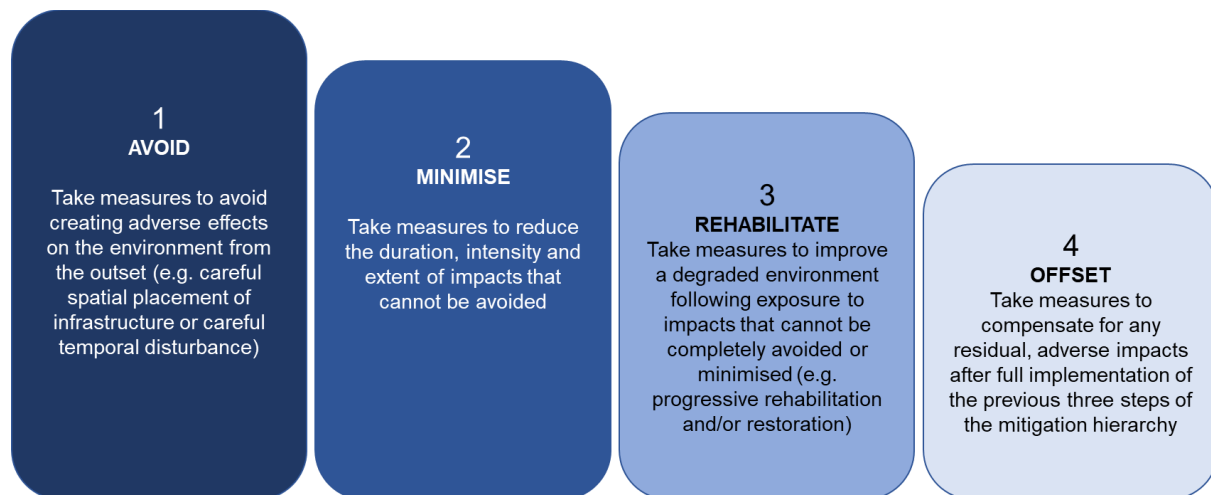 1
AVOID
Take measures to avoid
creating adverse effects
on the environment from
the outset (e.g. careful
spatial placement of
infrastructure or careful
temporal disturbance)
2
MINIMISE
Take measures to reduce
the duration, intensity and
extent of impacts that
cannot be avoided
3
REHABILITATE
Take measures to improve
a degraded environment
following exposure to
impacts that cannot be
completely avoided or
minimised (e.g.
progressive rehabilitation
and/or restoration)
4
OFFSET
Take measures to
compensate for any
residual, adverse impacts
after full implementation of
the previous three steps of
the mitigation hierarchy